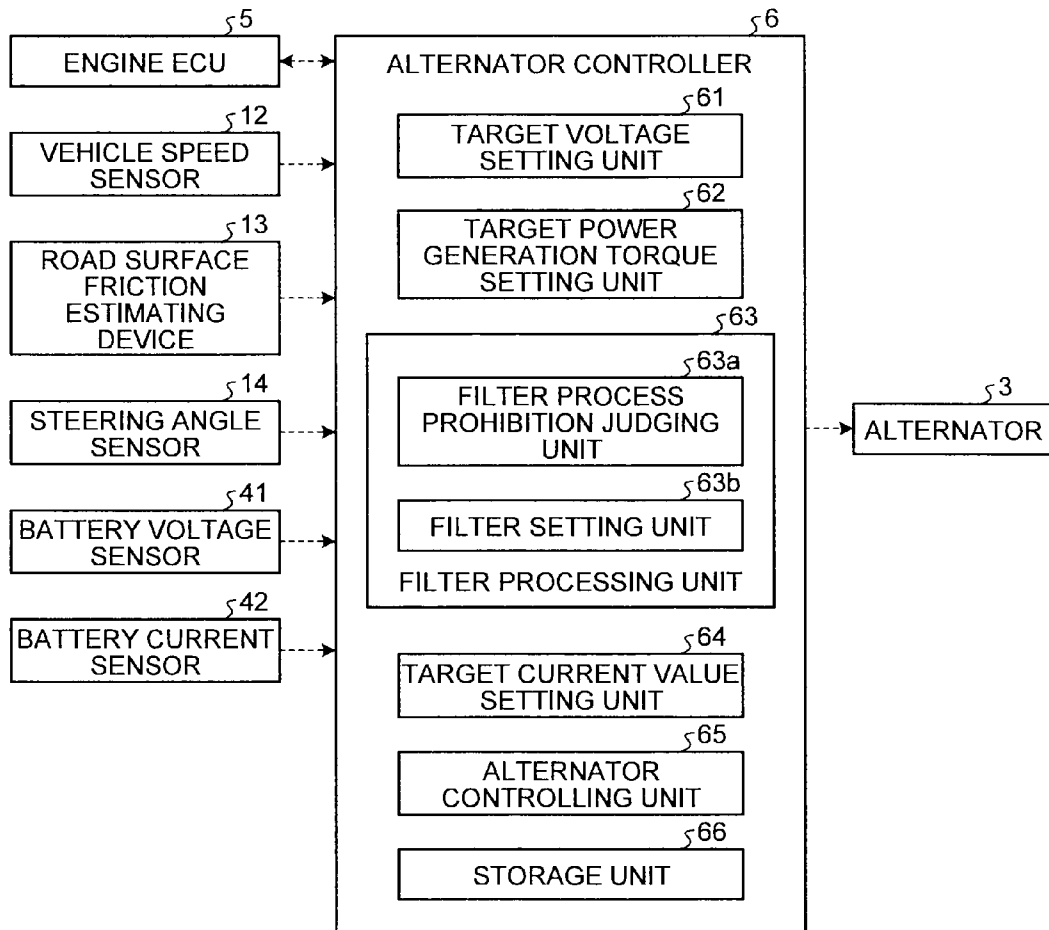 5
ENGINE ECU
12
VEHICLE SPEED
SENSOR
13
ROAD SURFACE
FRICTION
ESTIMATING
DEVICE
14
STEERING ANGLE
SENSOR
41
BATTERY VOLTAGE
SENSOR
42
BATTERY CURRENT
SENSOR
6
ALTERNATOR CONTROLLER
61
TARGET VOLTAGE
SETTING UNIT
62
TARGET POWER
GENERATION TORQUE
SETTING UNIT
63
63a
FILTER PROCESS
PROHIBITION JUDGING
UNIT
63b
FILTER SETTING UNIT
FILTER PROCESSING UNIT
64
TARGET CURRENT VALUE
SETTING UNIT
65
ALTERNATOR
CONTROLLING UNIT
66
STORAGE UNIT
3
ALTERNATOR